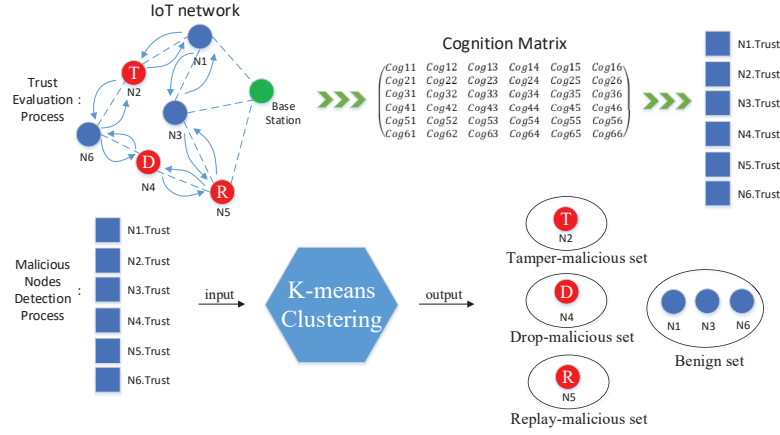 IoT network
N1
T
N2
Trust
Evaluation :
Process
Base
Station
N3
N6
D
N4
R
N5
Cognition Matrix
Cog11 Cog12 Cog13 Cog14 Cog15 Cog16
Cog21 Cog22 Cog23 Cog24 Cog25 Cog26
Cog31 Cog32 Cog33 Cog34 Cog35 Cog36
Cog41 Cog42 Cog43 Cog44 Cog45 Cog46
Cog51 Cog52 Cog53 Cog54 Cog55 Cog56
Cog61 Cog62 Cog63 Cog64 Cog65 Cog66
N1.Trust
N2.Trust
N3.Trust
N4.Trust
N5.Trust
N6.Trust
Malicious
Nodes :
Detection
Process
N1.Trust
N2.Trust
N3.Trust
N4.Trust
N5.Trust
N6.Trust
input
K-means
Clustering
output
T
N2
Tamper-malicious set
D
N4
Drop-malicious set
R
N5
Replay-malicious set
N1 N3 N6
Benign set